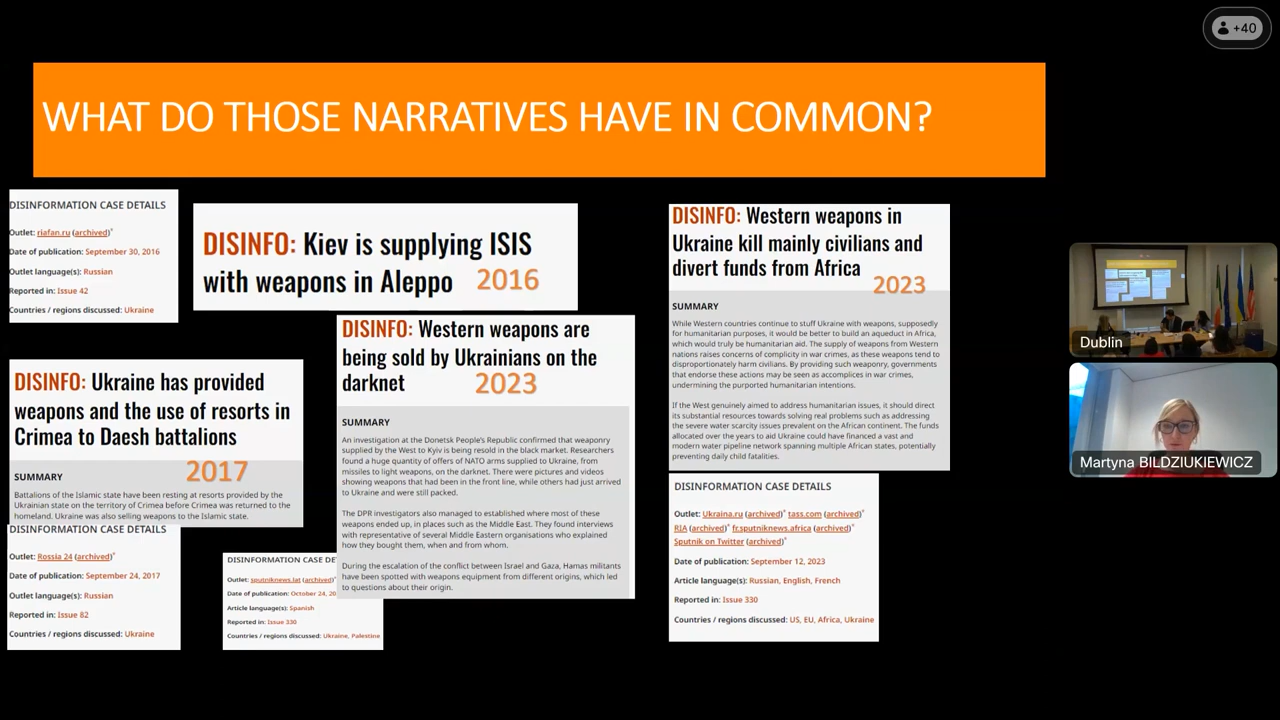 +40
WHAT DO THOSE NARRATIVES HAVE IN COMMON?
DISINFORMATION CASE DETAILS
Outlet: riafan.ru (archived)*
Date of publication: September 30, 2016
Outlet language(s): Russian
Reported in: Issue 42
Countries / regions discussed: Ukraine
DISINFO: Kiev is supplying ISIS
with weapons in Aleppo
2016
DISINFO: Ukraine has provided
weapons and the use of resorts in
Crimea to Daesh battalions
2017
SUMMARY
Battalions of the Islamic state have been resting at resorts provided by the
Ukrainian state on the territory of Crimea before Crimea was returned to the
homeland. Ukraine was also selling weapons to the Islamic state.
DISINFORMATION CASE DETAILS
Outlet: Rossia 24 (archived)*
Date of publication: September 24, 2017
Outlet language(s): Russian
Reported in: Issue 82
Countries / regions discussed: Ukraine
DISINFO: Western weapons are
being sold by Ukrainians on the
darknet
2023
SUMMARY
An investigation at the Donetsk People's Republic confirmed that weaponry
supplied by the West to Kyiv is being resold in the black market. Researchers
found a huge quantity of offers of NATO arms supplied to Ukraine, from
missiles to light weapons, on the darknet. There were pictures and videos
showing weapons that had been in the front line, while others had just arrived
to Ukraine and were still packed.
The DPR investigators also managed to established where most of these
weapons ended up, in places such as the Middle East. They found interviews
with representative of several Middle Eastern organisations who explained
how they bought them, when and from whom.
During the escalation of the conflict between Israel and Gaza, Hamas militants
have been spotted with weapons equipment from different origins, which led
to questions about their origin.
DISINFORMATION CASE DE
Outlet: sputniknews.lat (archived)*
Date of publication: October 24, 20
Article language(s): Spanish
Reported in: Issue 330
Countries / regions discussed: Ukraine, Palestine
DISINFO: Western weapons in
Ukraine kill mainly civilians and
divert funds from Africa
2023
SUMMARY
While Western countries continue to stuff Ukraine with weapons, supposedly
for humanitarian purposes, it would be better to build an aqueduct in Africa,
which would truly be humanitarian aid. The supply of weapons from Western
nations raises concerns of complicity in war crimes, as these weapons tend to
disproportionately harm civilians. By providing such weaponry, governments
that endorse these actions may be seen as accomplices in war crimes,
undermining the purported humanitarian intentions.
If the West genuinely aimed to address humanitarian issues, it should direct
its substantial resources towards solving real problems such as addressing
the severe water scarcity issues prevalent on the African continent. The funds
allocated over the years to aid Ukraine could have financed a vast and
modern water pipeline network spanning multiple African states, potentially
preventing daily child fatalities.
DISINFORMATION CASE DETAILS
Outlet: Ukraina.ru (archived)* tass.com (archived)*
RIA (archived)* fr.sputniknews.africa (archived)*
Sputnik on Twitter (archived)*
Date of publication: September 12, 2023
Article language(s): Russian, English, French
Reported in: Issue 330
Countries / regions discussed: US, EU, Africa, Ukraine
Dublin
Martyna BILDZIUKIEWICZ